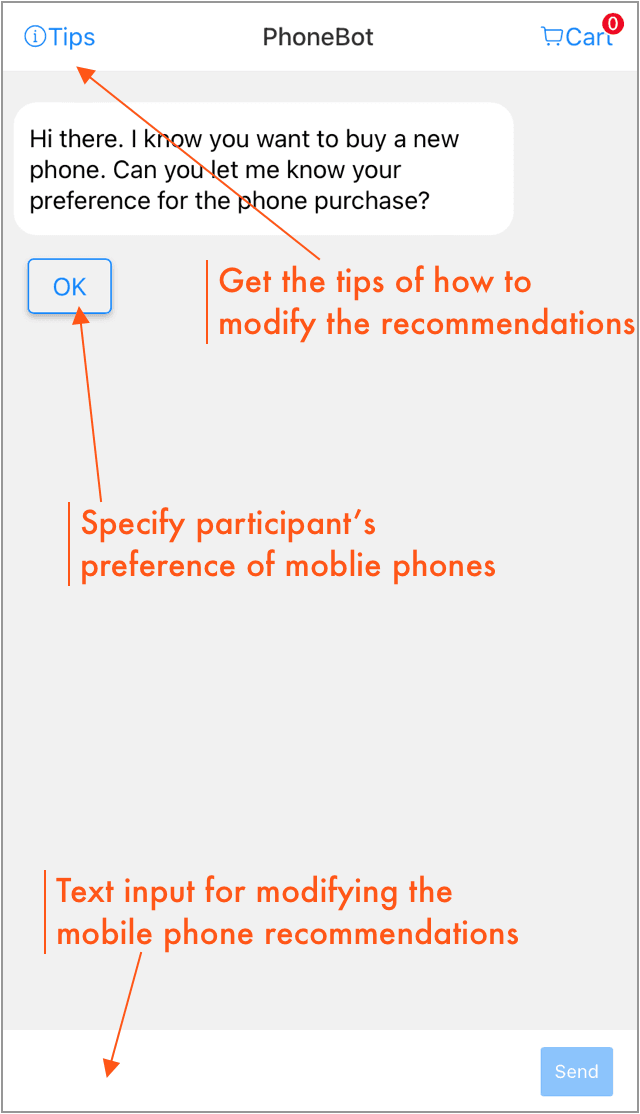 Tips PhoneBot Cart 0
Hi there. I know you want to buy a new
phone. Can you let me know your
preference for the phone purchase?
OK
Get the tips of how to
modify the recommendations
Specify participant’s
preference of moblie phones
Text input for modifying the
mobile phone recommendations
Send